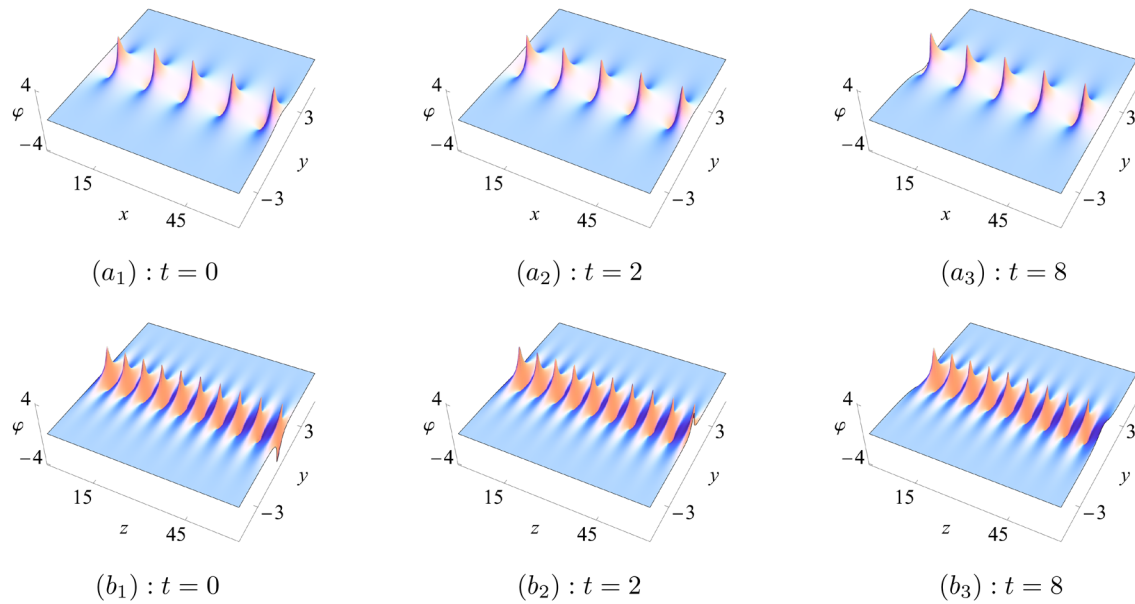 4 4 4
φ 3 φ 3 φ 3
−4 y −4 y −4 y
15 −3 15 −3 15 −3
x 45 x 45 x 45
(a₁) : t = 0 (a₂) : t = 2 (a₃) : t = 8
4 4 4
φ 3 φ 3 φ 3
−4 y −4 y −4 y
15 −3 15 −3 15 −3
z 45 z 45 z 45
(b₁) : t = 0 (b₂) : t = 2 (b₃) : t = 8